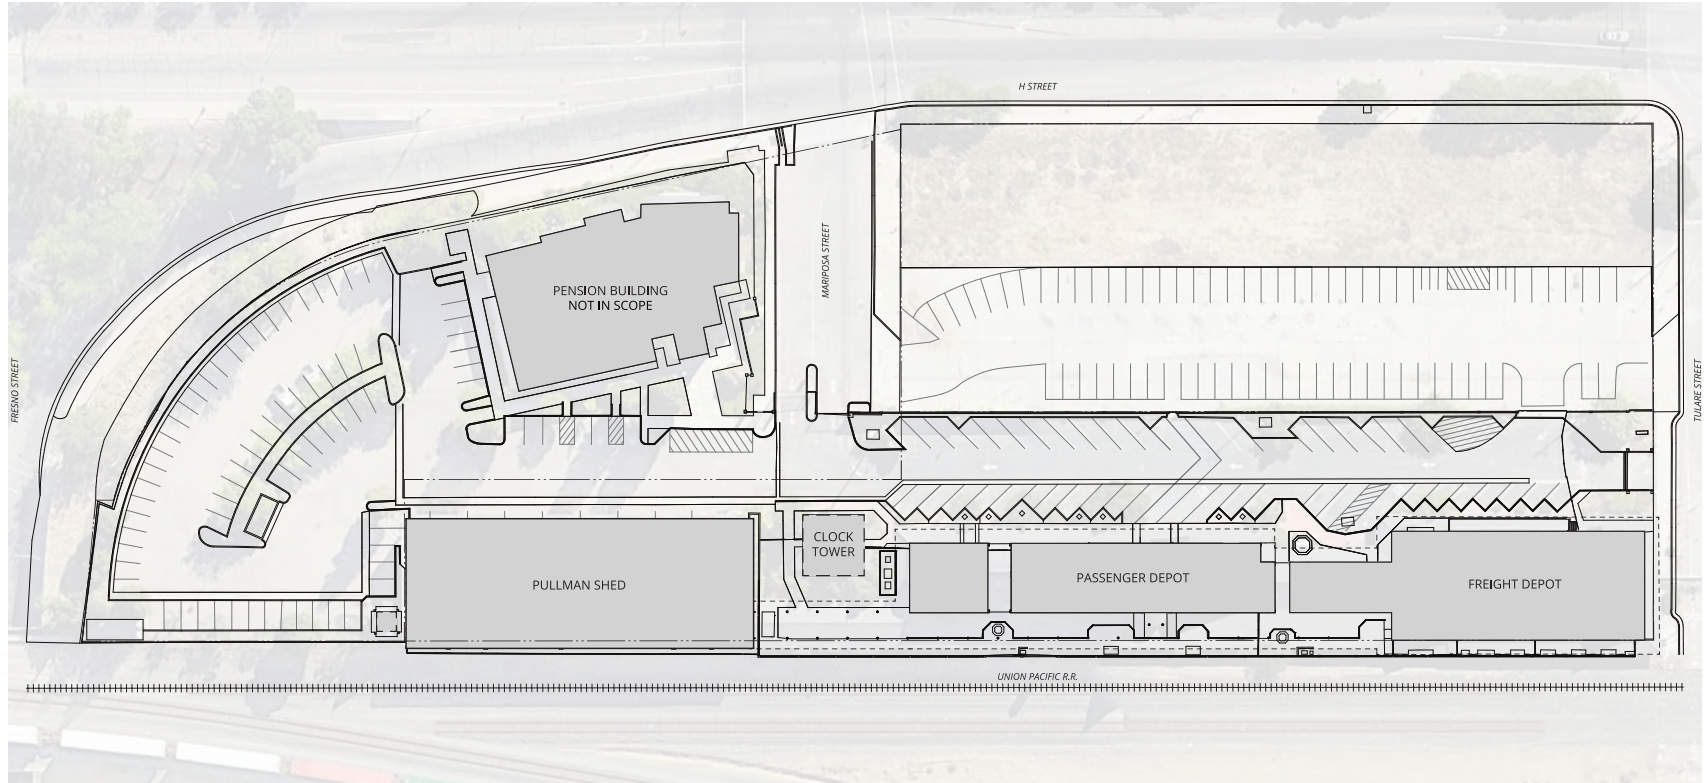 H STREET
MARIPOSA STREET
PENSION BUILDING
NOT IN SCOPE
FRESNO STREET
TULARE STREET
CLOCK
TOWER
PULLMAN SHED
PASSENGER DEPOT
FREIGHT DEPOT
UNION PACIFIC R.R.